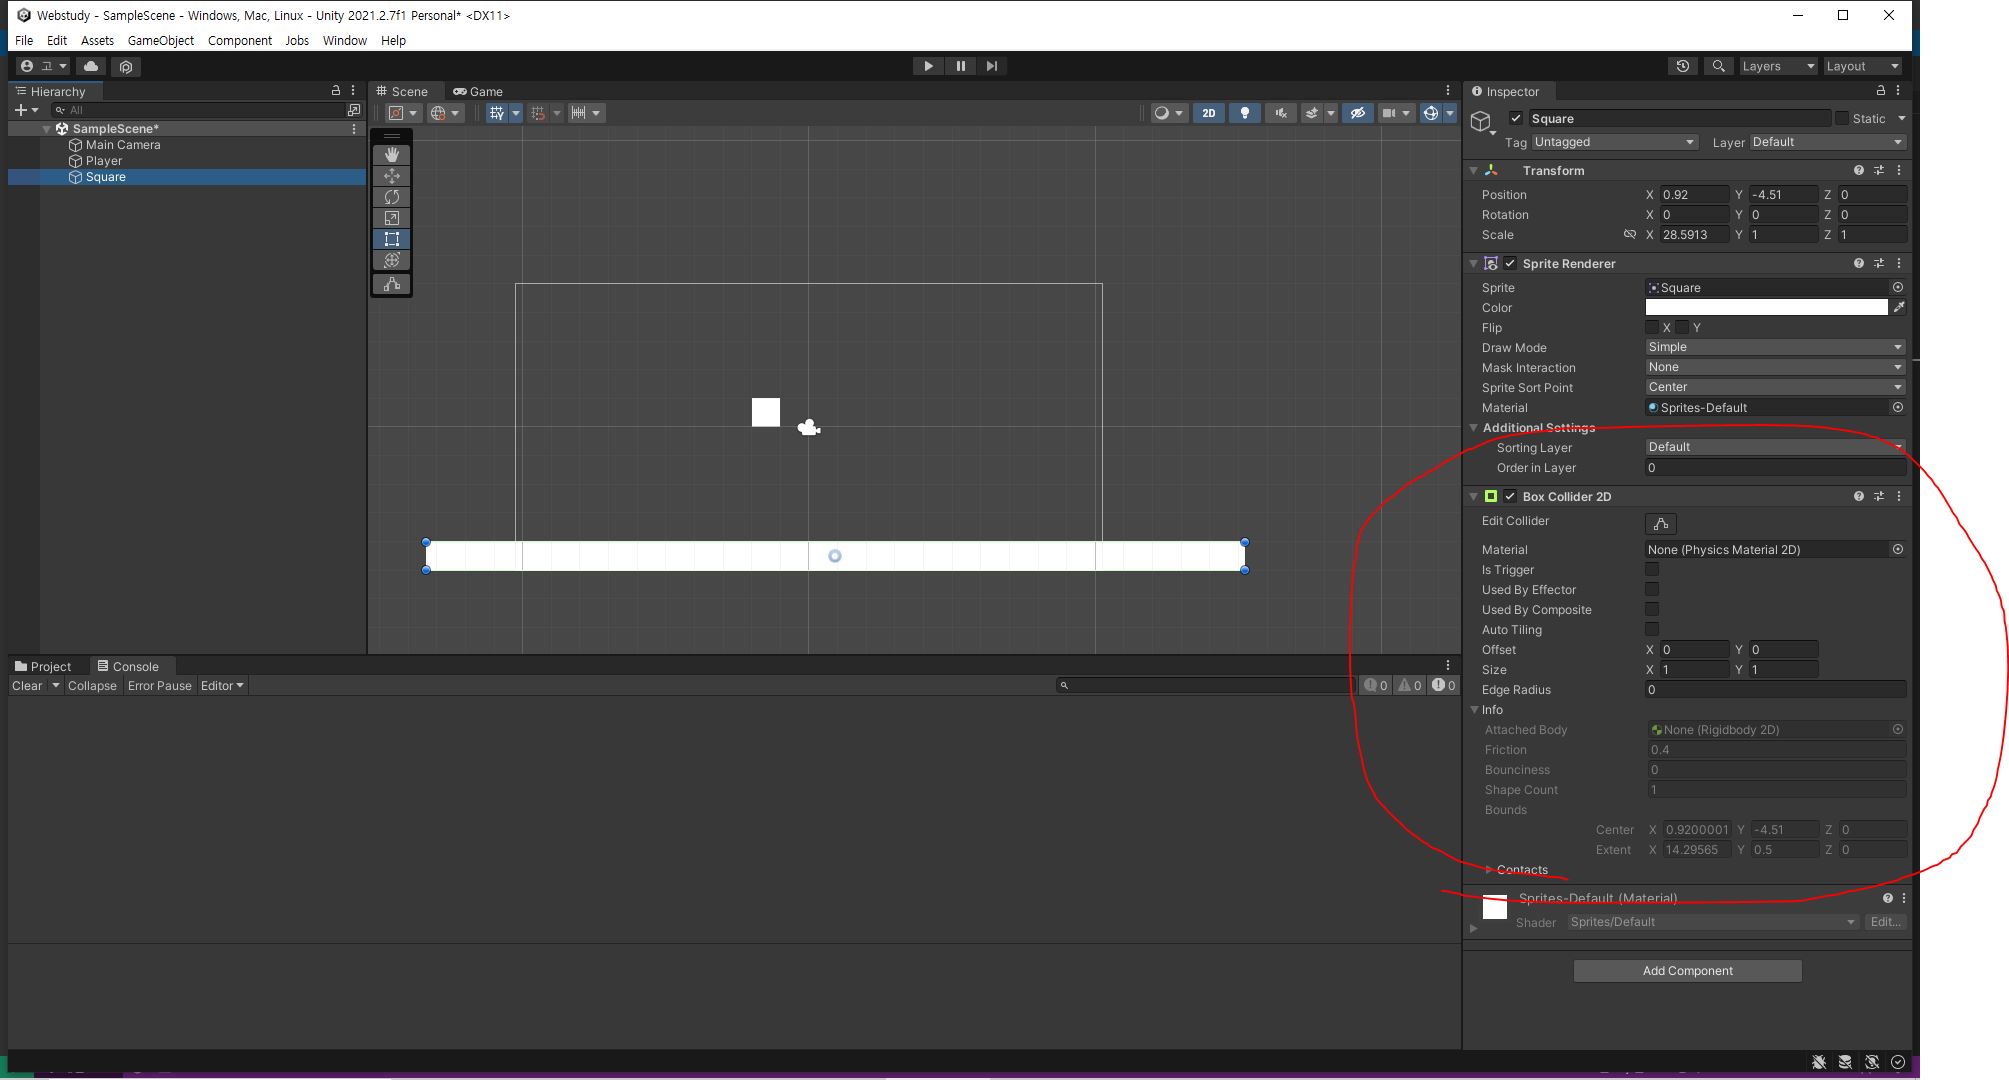 Webstudy - SampleScene - Windows, Mac, Linux - Unity 2021.2.7f1 Personal* <DX11>
File Edit Assets GameObject Component Jobs Window Help
고
Layers Layout
Hierarchy
All
SampleScene*
Main Camera
Player
Square
Scene Game
2D
Inspector
Square Static
Tag Untagged Layer Default
Transform
Position X 0.92 Y -4.51 Z 0
Rotation X 0 Y 0 Z 0
Scale X 28.5913 Y 1 Z 1
Sprite Renderer
Sprite Square
Color
Flip X Y
Draw Mode Simple
Mask Interaction None
Sprite Sort Point Center
Material Sprites-Default
Additional Settings
Sorting Layer Default
Order in Layer 0
Box Collider 2D
Edit Collider
Material None (Physics Material 2D)
Is Trigger
Used By Effector
Used By Composite
Auto Tiling
Offset X 0 Y 0
Size X 1 Y 1
Edge Radius 0
Info
Attached Body None (Rigidbody 2D)
Friction 0.4
Bounciness 0
Shape Count 1
Bounds
Center X 0.9200001 Y -4.51 Z 0
Extent X 14.29565 Y 0.5 Z 0
Contacts
Sprites-Default (Material)
Shader Sprites/Default Edit...
Add Component
Project Console
Clear Collapse Error Pause Editor
0 0 0